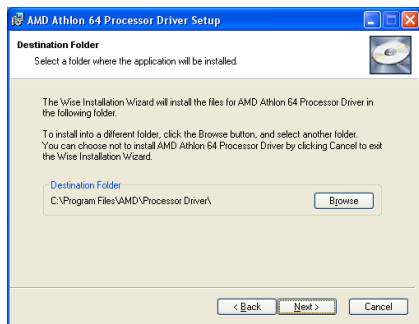 AMD Athlon 64 Processor Driver Setup
Destination Folder
Select a folder where the application will be installed.
The Wise Installation Wizard will install the files for AMD Athlon 64 Processor Driver in
the following folder.
To install into a different folder, click the Browse button, and select another folder.
You can choose not to install AMD Athlon 64 Processor Driver by clicking Cancel to exit
the Wise Installation Wizard.
Destination Folder
C:\Program Files\AMD\Processor Driver\
Browse
< Back
Next >
Cancel